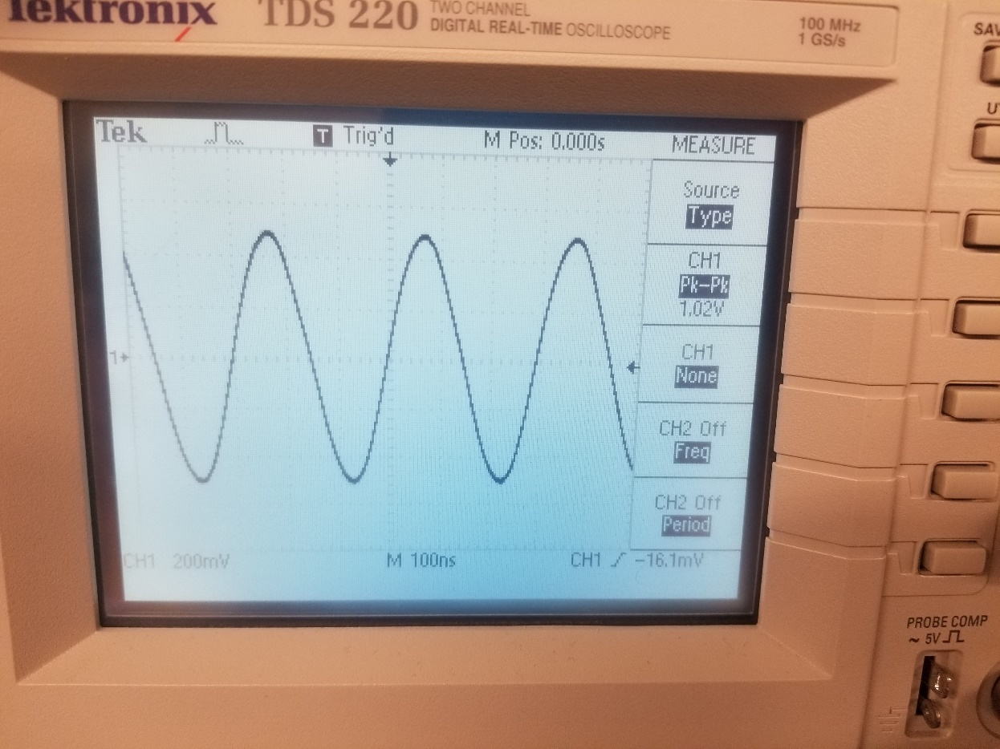 Tektronix TDS 220 TWO CHANNEL
DIGITAL REAL-TIME OSCILLOSCOPE
100 MHz
1 GS/s
Tek T Trig'd M Pos: 0.000s MEASURE
Source
Type
CH1
Pk-Pk
1.02V
CH1
None
CH2 Off
Freq
CH2 Off
Period
1
CH1 200mV M 100ns CH1 -16.1mV
SAV
U
PROBE COMP
~ 5V